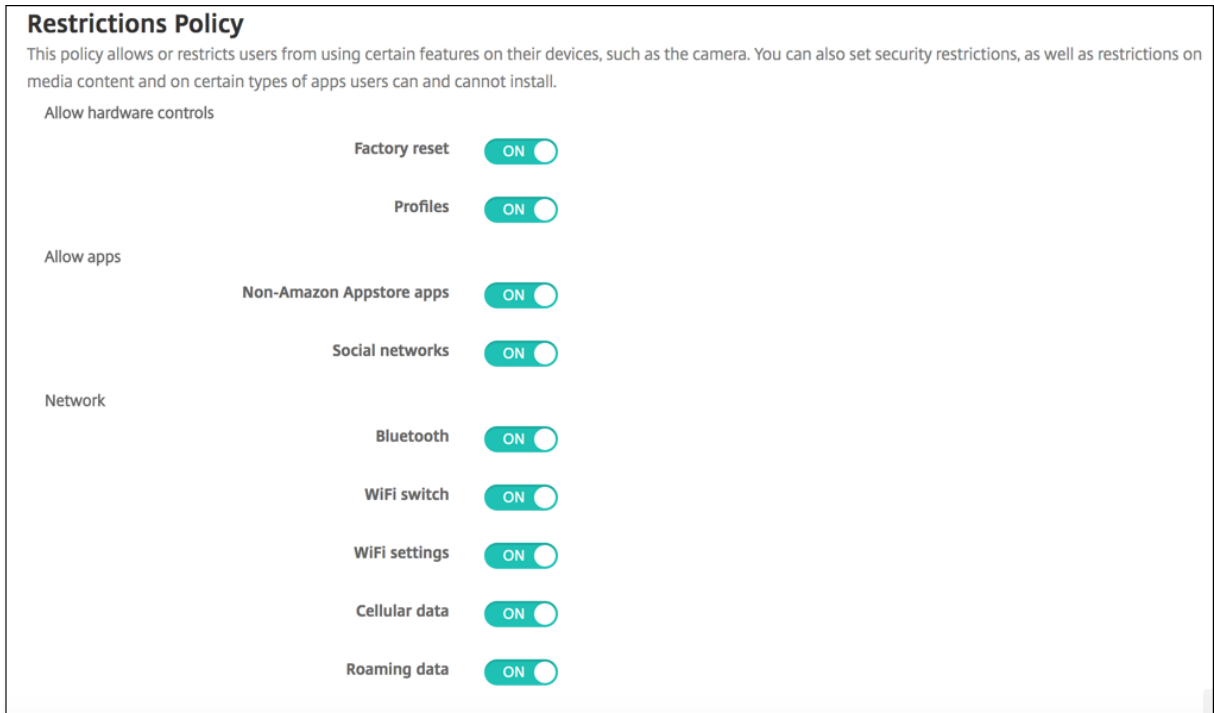 Restrictions Policy
This policy allows or restricts users from using certain features on their devices, such as the camera. You can also set security restrictions, as well as restrictions on
media content and on certain types of apps users can and cannot install.
Allow hardware controls
Factory reset ON
Profiles ON
Allow apps
Non-Amazon Appstore apps ON
Social networks ON
Network
Bluetooth ON
WiFi switch ON
WiFi settings ON
Cellular data ON
Roaming data ON